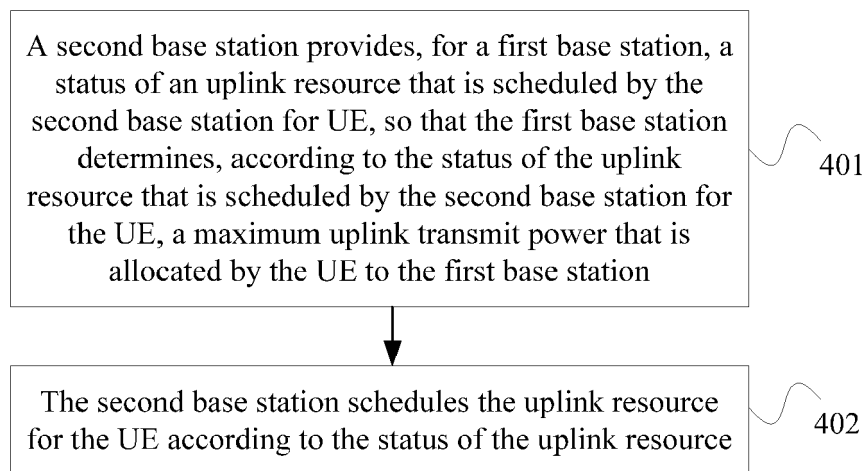 A second base station provides, for a first base station, a
status of an uplink resource that is scheduled by the
second base station for UE, so that the first base station
determines, according to the status of the uplink
resource that is scheduled by the second base station for
the UE, a maximum uplink transmit power that is
allocated by the UE to the first base station
401
The second base station schedules the uplink resource
for the UE according to the status of the uplink resource
402